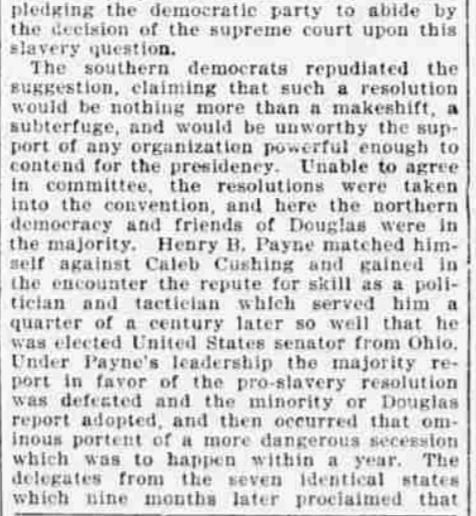 pledging the democratic party to abide by
the decision of the supreme court upon this
slavery question.
The southern democrats repudiated the
suggestion, claiming that such a resolution
would be nothing more than a makeshift, a
subterfuge, and would be unworthy the sup-
port of any organization powerful enough to
contend for the presidency. Unable to agree
in committee, the resolutions were taken
into the convention, and here the northern
democracy and friends of Douglas were in
the majority. Henry B. Payne matched him-
self against Caleb Cushing and gained in
the encounter the repute for skill as a poli-
tician and tactician which served him a
quarter of a century later so well that he
was elected United States senator from Ohio.
Under Payne's leadership the majority re-
port in favor of the pro-slavery resolution
was defeated and the minority or Douglas
report adopted, and then occurred that om-
inous portent of a more dangerous secession
which was to happen within a year. The
delegates from the seven identical states
which nine months later proclaimed that